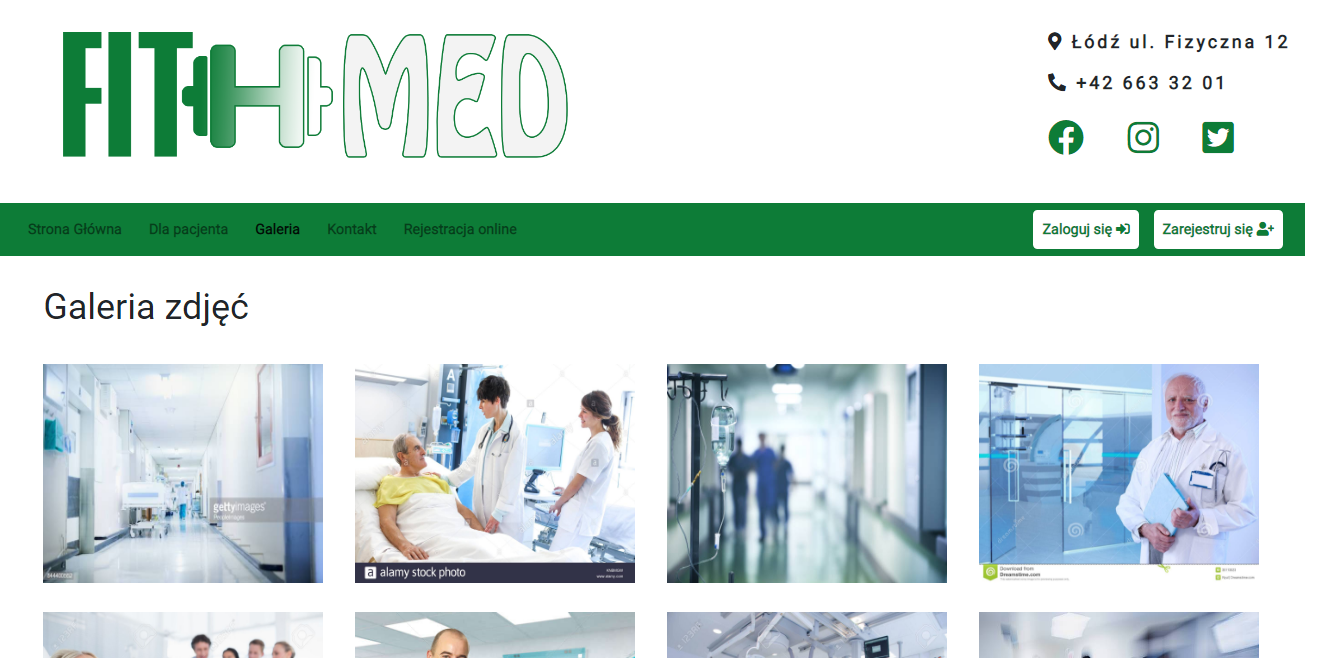 FIT MED
Łódź ul. Fizyczna 12
+42 663 32 01
Strona Główna Dla pacjenta Galeria Kontakt Rejestracja online Zaloguj się Zarejestruj się
Galeria zdjęć
gettyimages
A
a alamy stock photo
Download from
Dreamstime.com